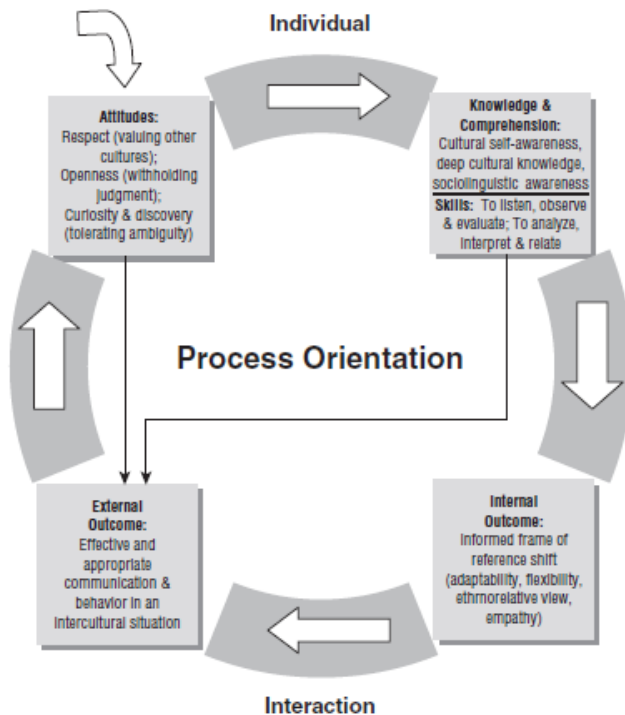 Individual
Attitudes:
Respect (valuing other
cultures);
Openness (withholding
judgment);
Curiosity & discovery
(tolerating ambiguity)
Knowledge &
Comprehension:
Cultural self-awareness,
deep cultural knowledge,
sociolinguistic awareness
Skills: To listen, observe
& evaluate; To analyze,
interpret & relate
Process Orientation
External
Outcome:
Effective and
appropriate
communication &
behavior in an
intercultural situation
Internal
Outcome:
Informed frame of
reference shift
(adaptability, flexibility,
ethrnorelative view,
empathy)
Interaction